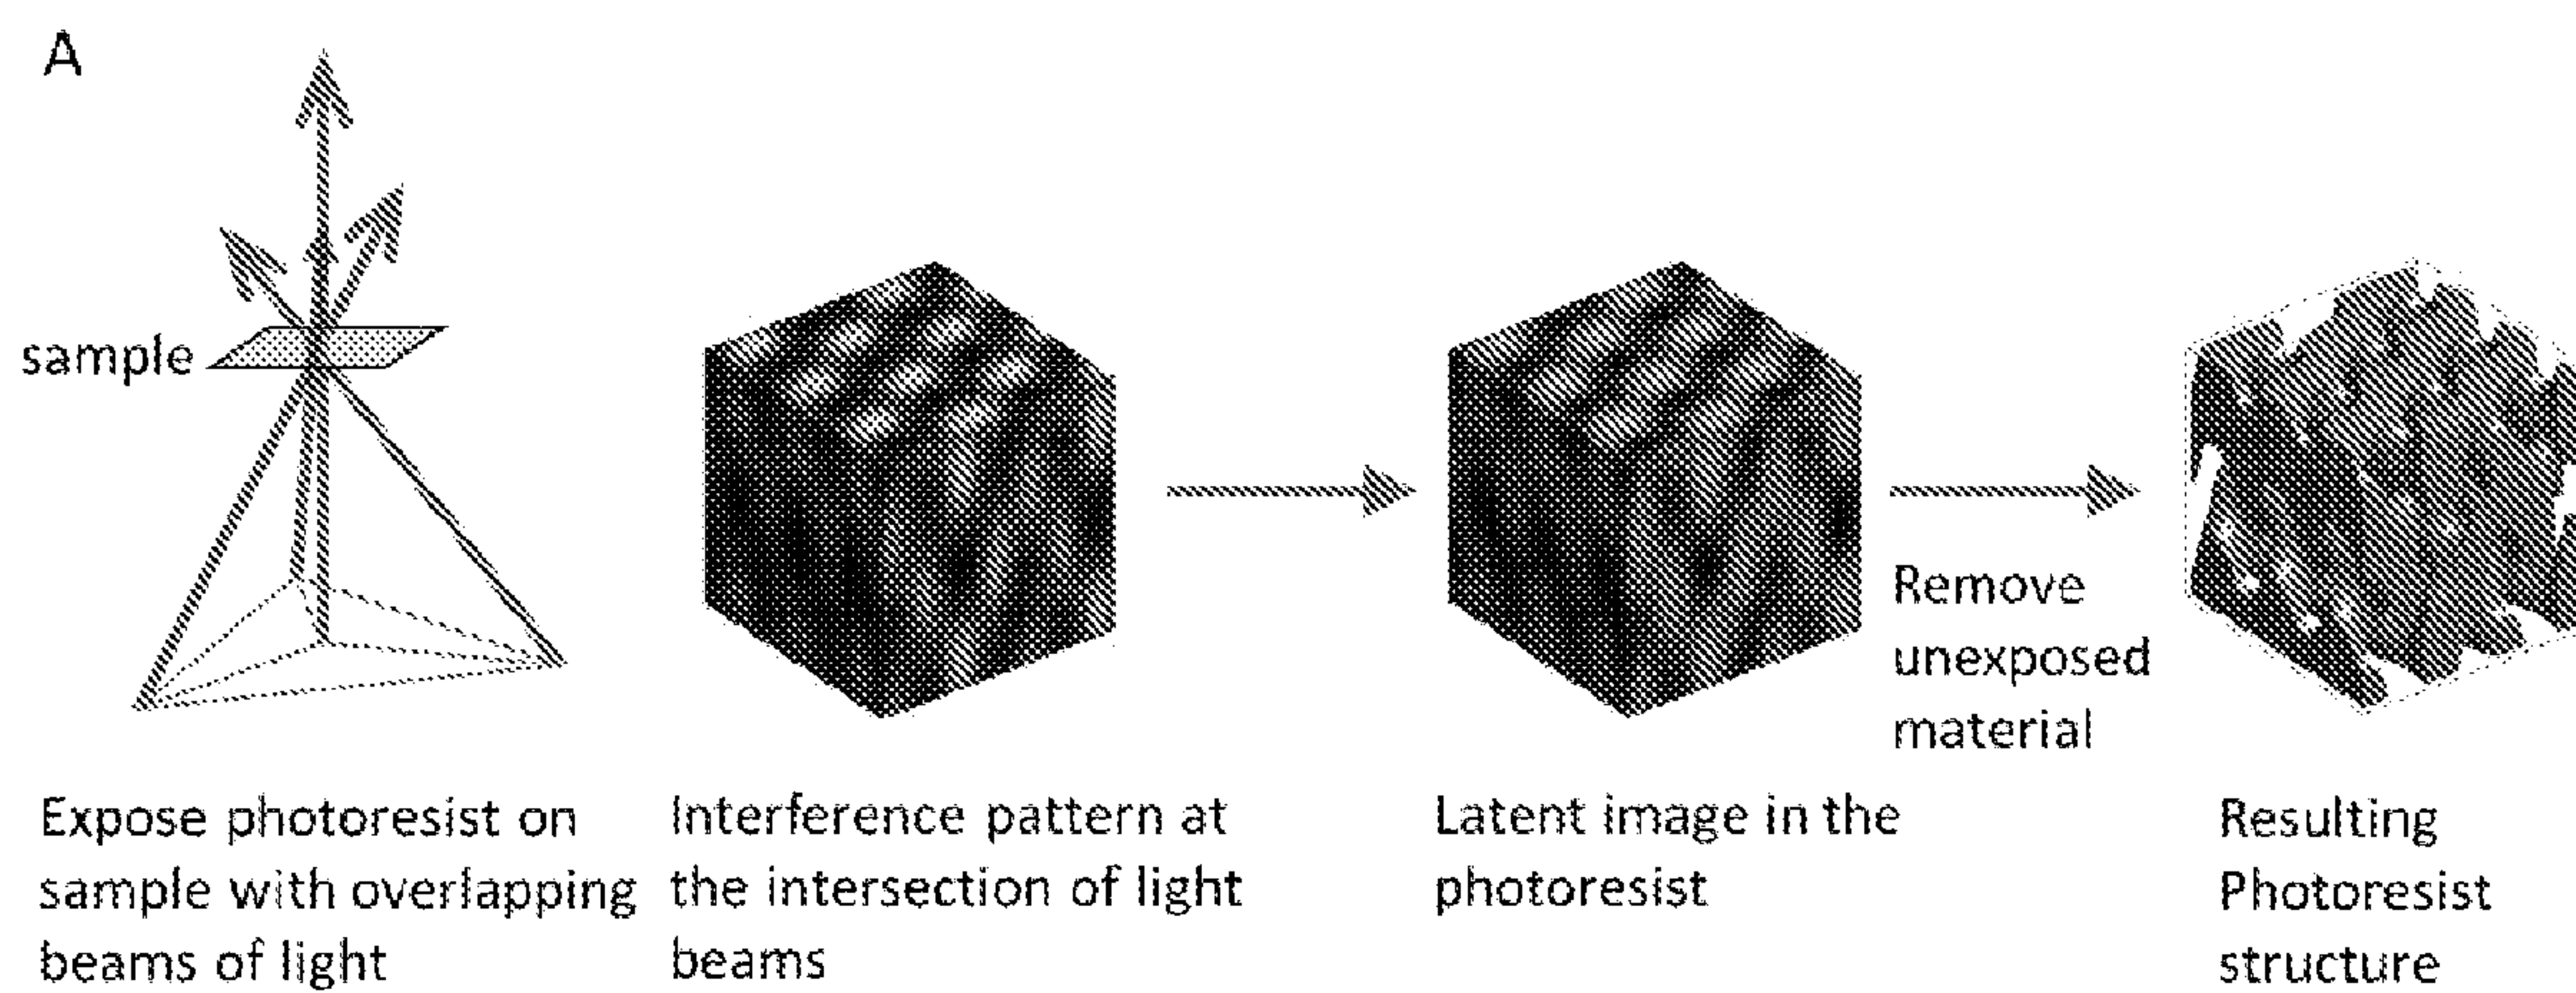 A
sample
Remove
unexposed
material
Expose photoresist on
sample with overlapping
beams of light
Interference pattern at
the intersection of light
beams
Latent image in the
photoresist
Resulting
Photoresist
structure